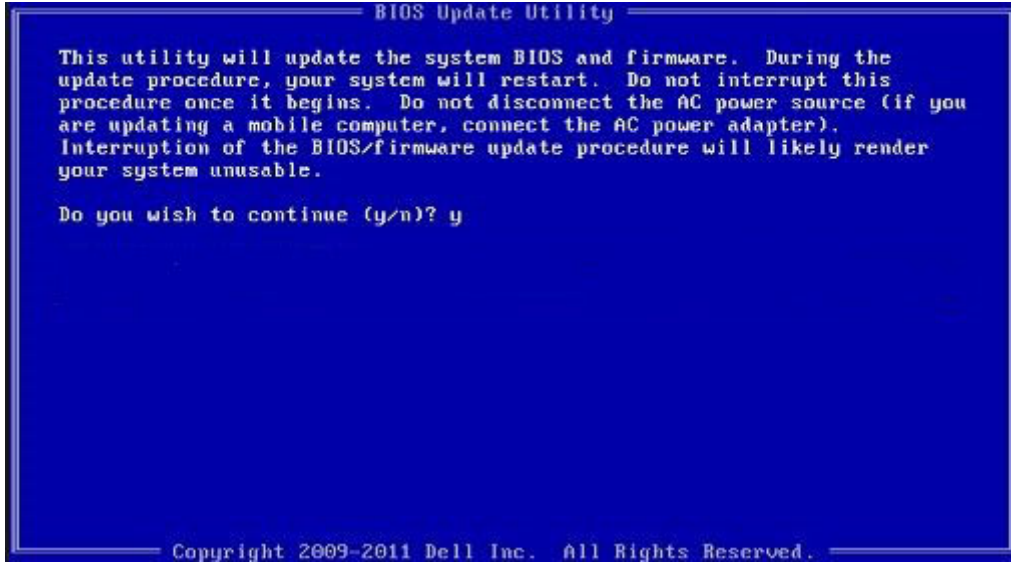 BIOS Update Utility
This utility will update the system BIOS and firmware.  During the
update procedure, your system will restart.  Do not interrupt this
procedure once it begins.  Do not disconnect the AC power source (if you
are updating a mobile computer, connect the AC power adapter).
Interruption of the BIOS/firmware update procedure will likely render
your system unusable.
Do you wish to continue (y/n)? y
Copyright 2009-2011 Dell Inc.  All Rights Reserved.